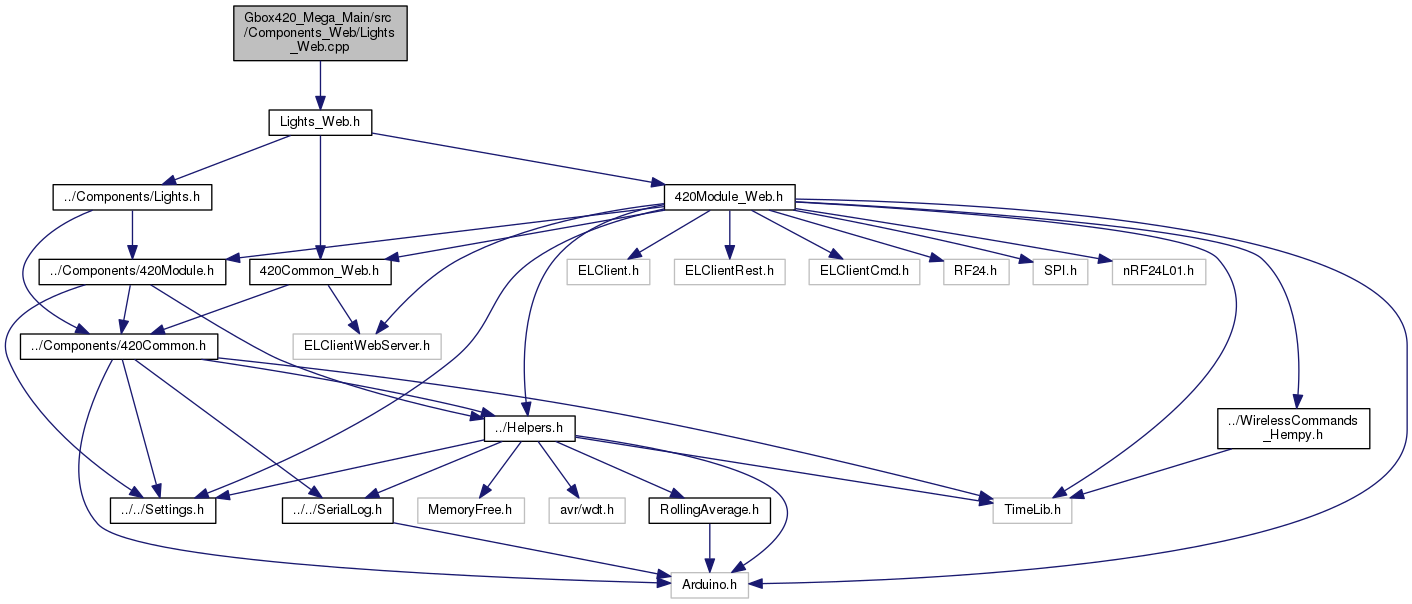 Gbox420_Mega_Main/src
/Components_Web/Lights
_Web.cpp
Lights_Web.h
../Components/Lights.h
420Module_Web.h
../Components/420Module.h
420Common_Web.h
ELClient.h
ELClientRest.h
ELClientCmd.h
RF24.h
SPI.h
nRF24L01.h
../Components/420Common.h
ELClientWebServer.h
../Helpers.h
../WirelessCommands
_Hempy.h
../../Settings.h
../../SerialLog.h
MemoryFree.h
avr/wdt.h
RollingAverage.h
TimeLib.h
Arduino.h